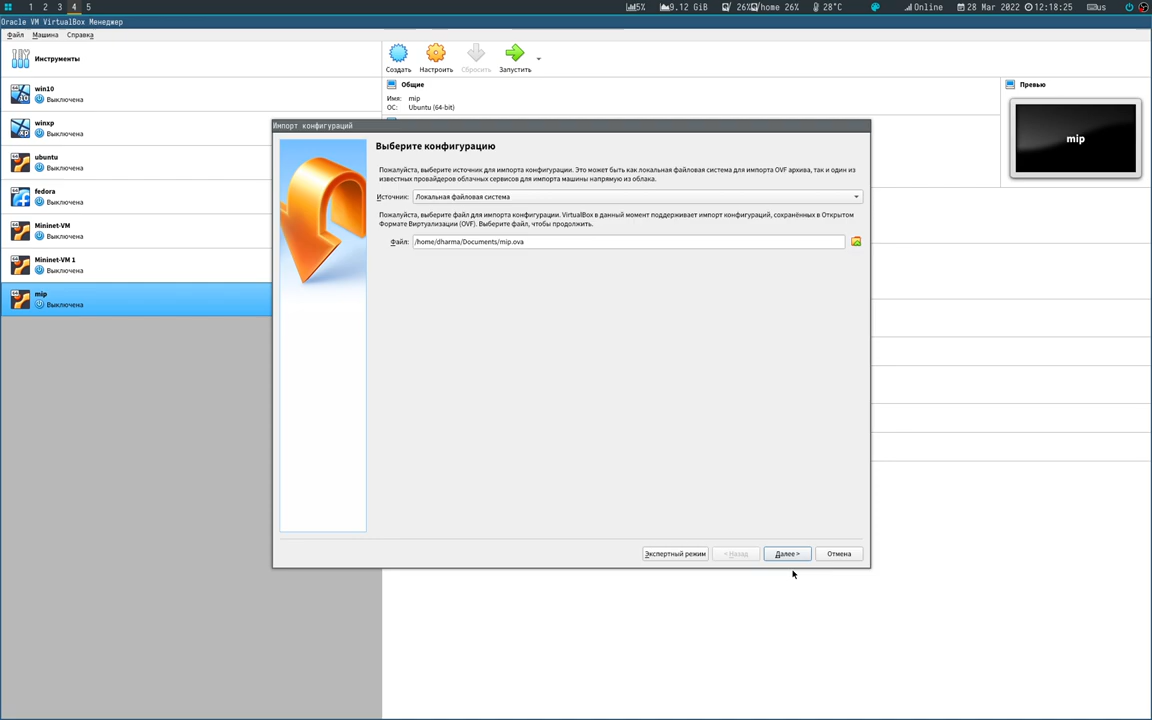 1 2 3 4 5
5% 9.12 GiB / 26% /home 26% 28°C Online 28 Mar 2022 12:18:25 us
Oracle VM VirtualBox Менеджер
Файл Машина Справка
Инструменты
win10
Выключена
winxp
Выключена
ubuntu
Выключена
fedora
Выключена
Mininet-VM
Выключена
Mininet-VM 1
Выключена
mip
Выключена
Создать Настроить Сбросить Запустить
Общие
Имя: mip
ОС: Ubuntu (64-bit)
Превью
mip
Импорт конфигураций
Выберите конфигурацию
Пожалуйста, выберите источник для импорта конфигурации. Это может быть как локальная файловая система для импорта OVF архива, так и один из
известных провайдеров облачных сервисов для импорта машины напрямую из облака.
Источник: Локальная файловая система
Пожалуйста, выберите файл для импорта конфигурации. VirtualBox в данный момент поддерживает импорт конфигураций, сохранённых в Открытом
Формате Виртуализации (OVF). Выберите файл, чтобы продолжить.
Файл: /home/dharma/Documents/mip.ova
Экспертный режим < Назад Далее > Отмена